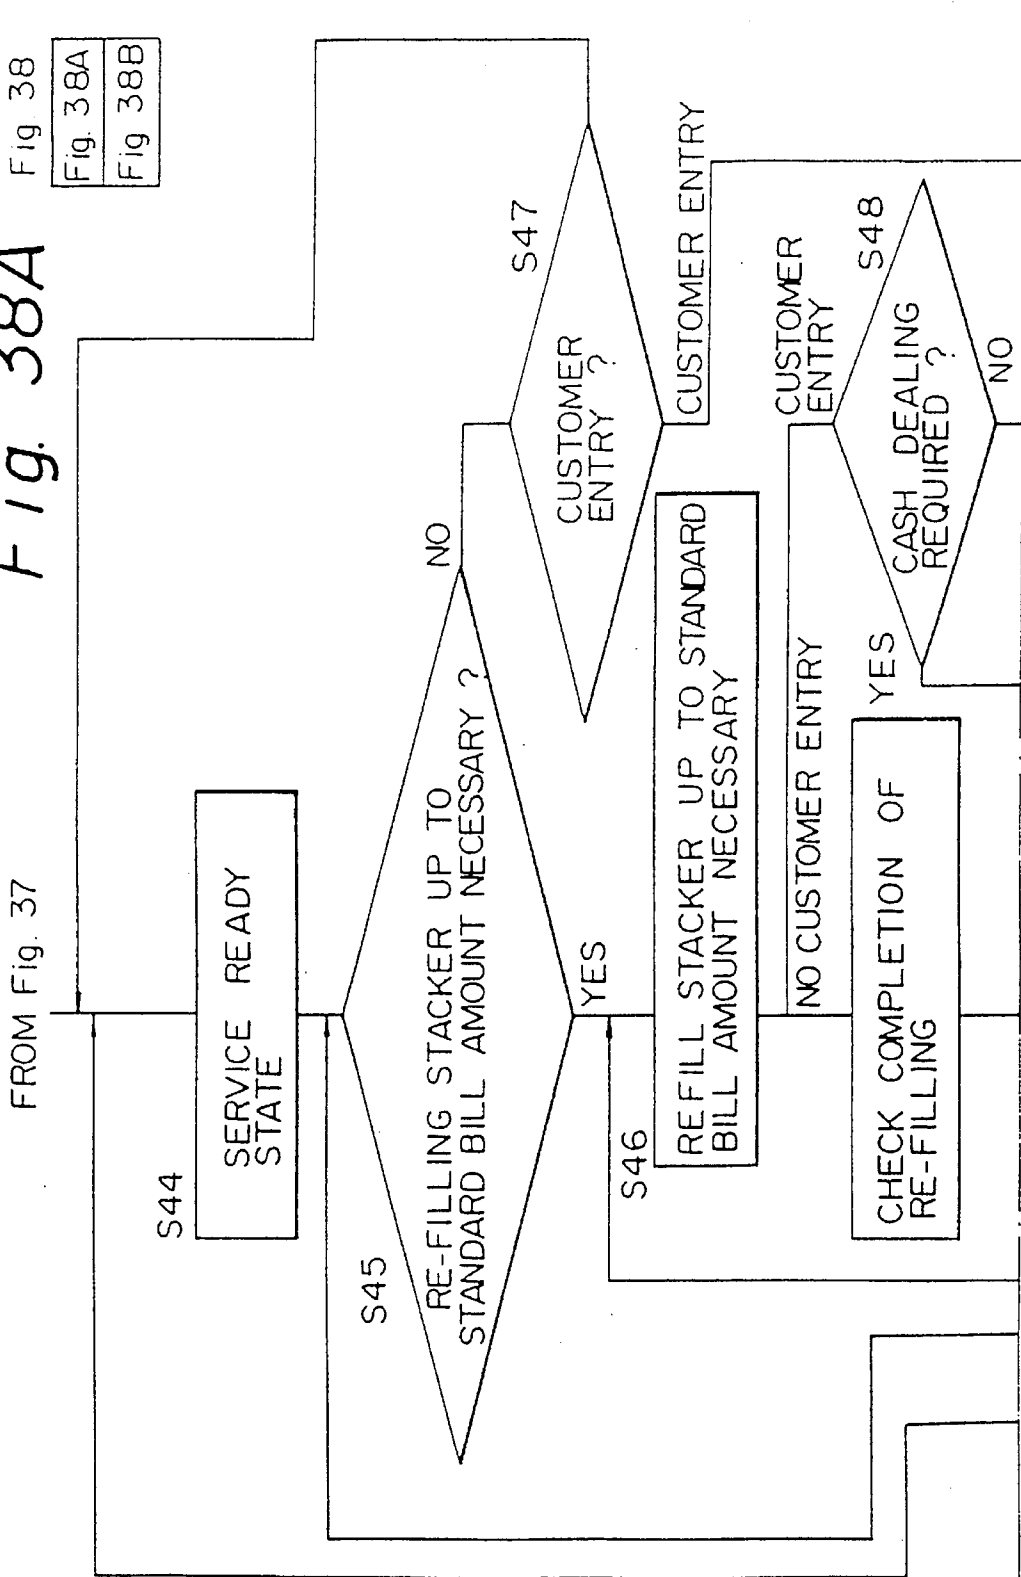 Fig. 38A
Fig 38
Fig. 38A
Fig 38B
FROM Fig. 37
S44
SERVICE READY
STATE
S45
RE-FILLING STACKER UP TO
STANDARD BILL AMOUNT NECESSARY ?
NO
YES
S47
CUSTOMER
ENTRY ?
CUSTOMER ENTRY
S46
REFILL STACKER UP TO STANDARD
BILL AMOUNT NECESSARY
NO CUSTOMER ENTRY
CUSTOMER
ENTRY
S48
CASH DEALING
REQUIRED ?
YES
NO
CHECK COMPLETION OF
RE-FILLING